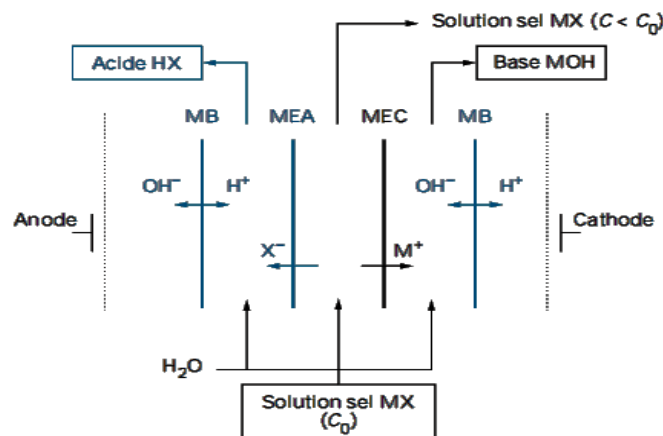 Solution sel MX (C < C₀)
Acide HX
Base MOH
MB MEA MEC MB
OH⁻ H⁺ OH⁻ H⁺
Anode Cathode
X⁻ M⁺
H₂O
Solution sel MX
(C₀)